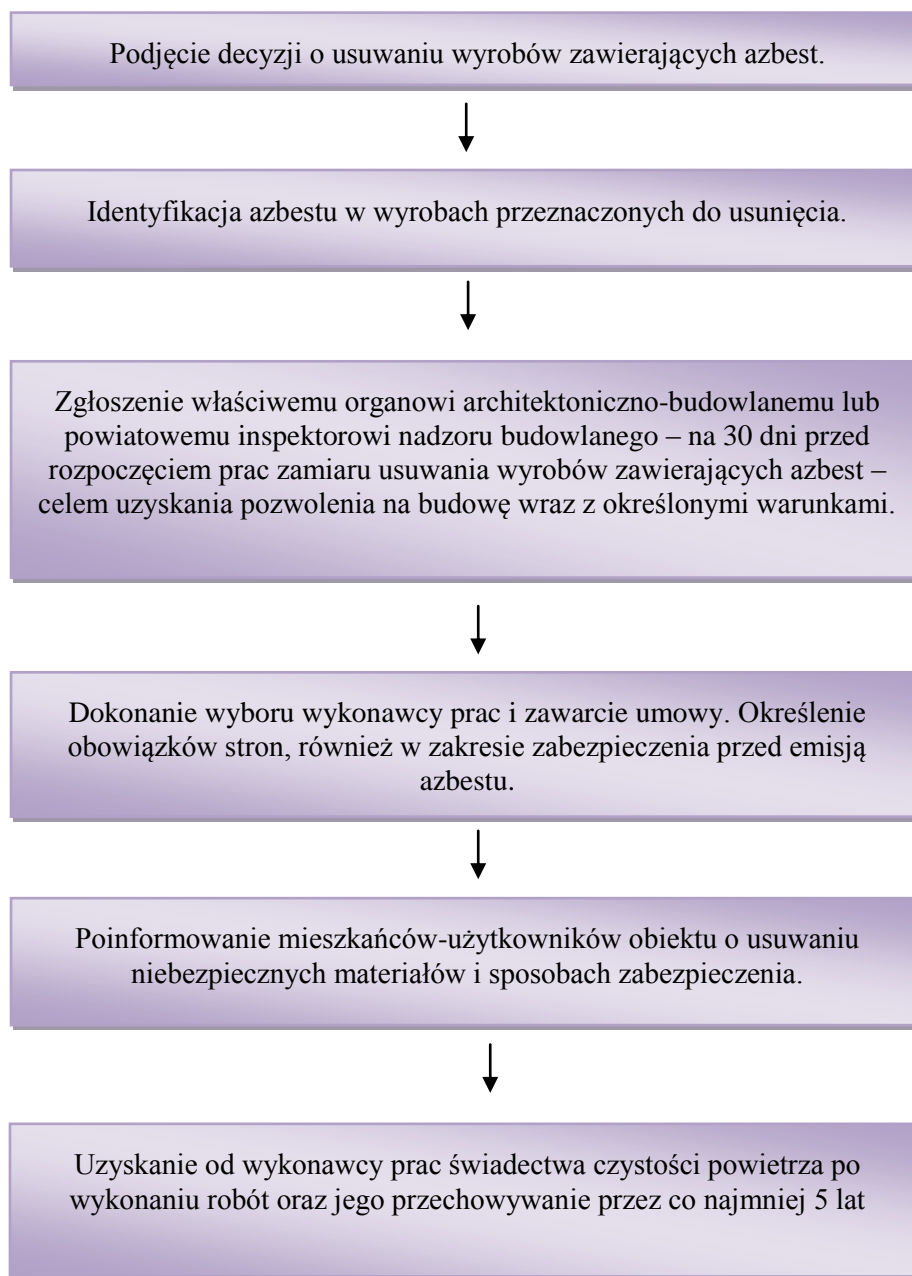 Podjęcie decyzji o usuwaniu wyrobów zawierających azbest.
Identyfikacja azbestu w wyrobach przeznaczonych do usunięcia.
Zgłoszenie właściwemu organowi architektoniczno-budowlanemu lub
powiatowemu inspektorowi nadzoru budowlanego – na 30 dni przed
rozpoczęciem prac zamiaru usuwania wyrobów zawierających azbest –
celem uzyskania pozwolenia na budowę wraz z określonymi warunkami.
Dokonanie wyboru wykonawcy prac i zawarcie umowy. Określenie
obowiązków stron, również w zakresie zabezpieczenia przed emisją
azbestu.
Poinformowanie mieszkańców-użytkowników obiektu o usuwaniu
niebezpiecznych materiałów i sposobach zabezpieczenia.
Uzyskanie od wykonawcy prac świadectwa czystości powietrza po
wykonaniu robót oraz jego przechowywanie przez co najmniej 5 lat